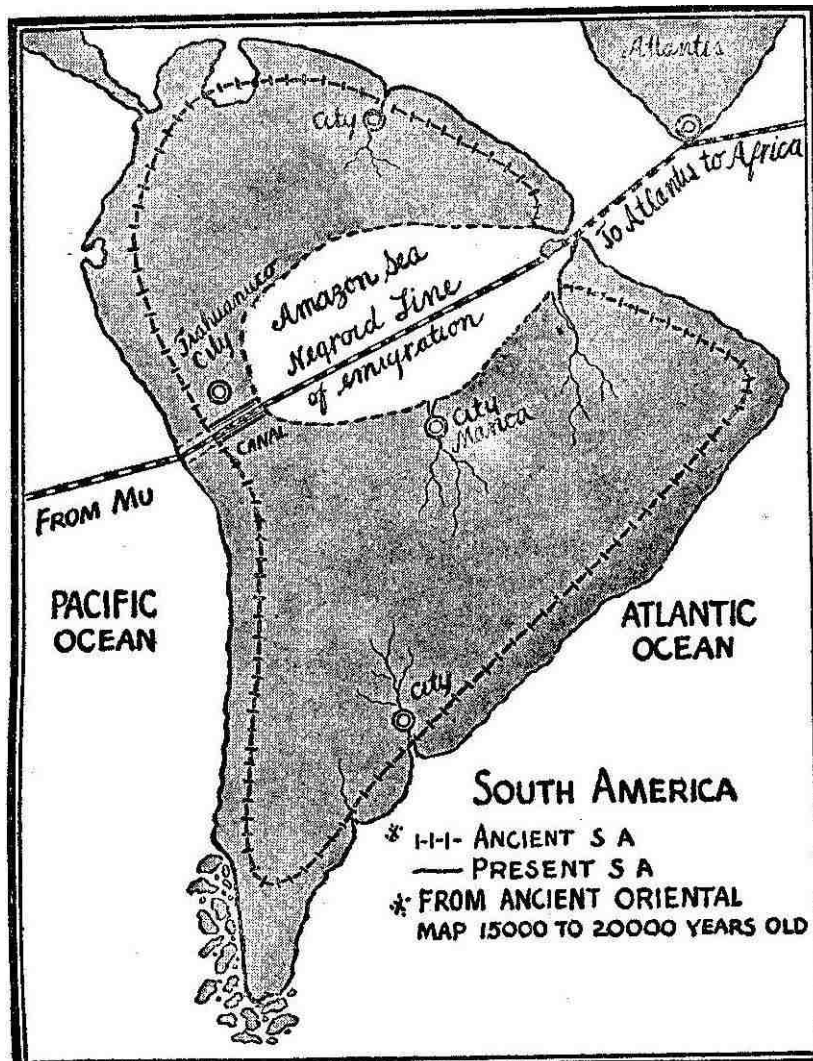 Atlantis
City
To Atlantis to Africa
Amazon Sea
Negroid Line
of emigration
City
CANAL
City
Manoa
FROM MU
PACIFIC
OCEAN
ATLANTIC
OCEAN
City
SOUTH AMERICA
* I-I-I- ANCIENT S A
— PRESENT S A
* FROM ANCIENT ORIENTAL
MAP 15000 TO 20000 YEARS OLD